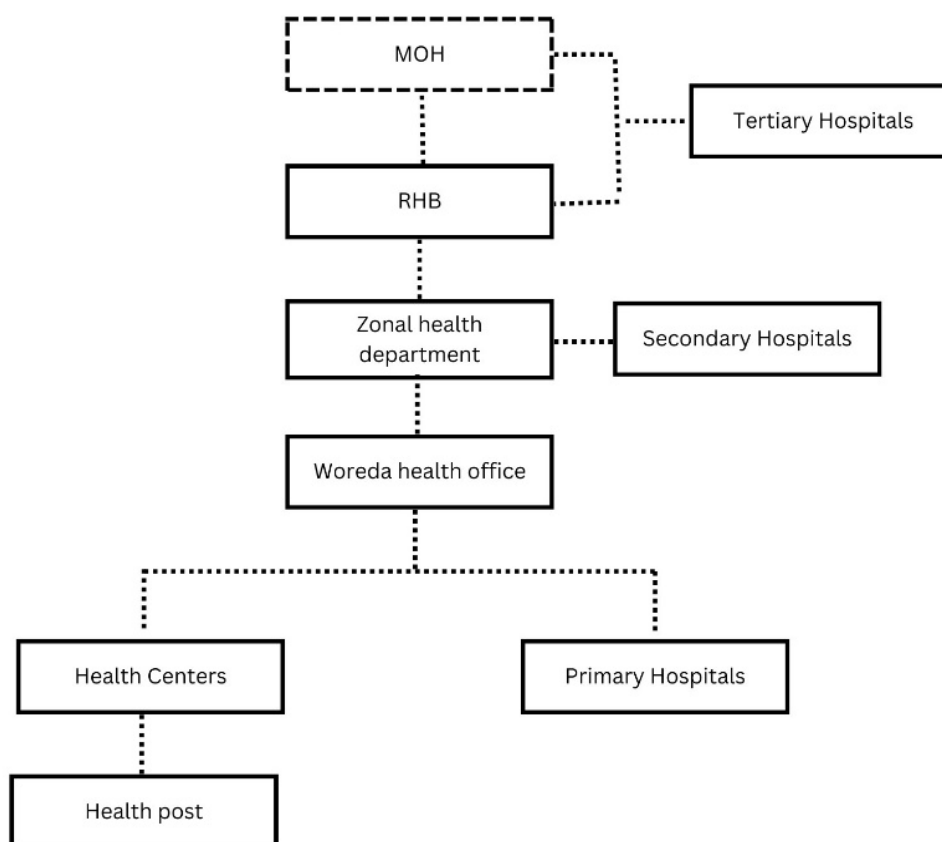 MOH
Tertiary Hospitals
RHB
Zonal health
department
Secondary Hospitals
Woreda health office
Health Centers
Primary Hospitals
Health post